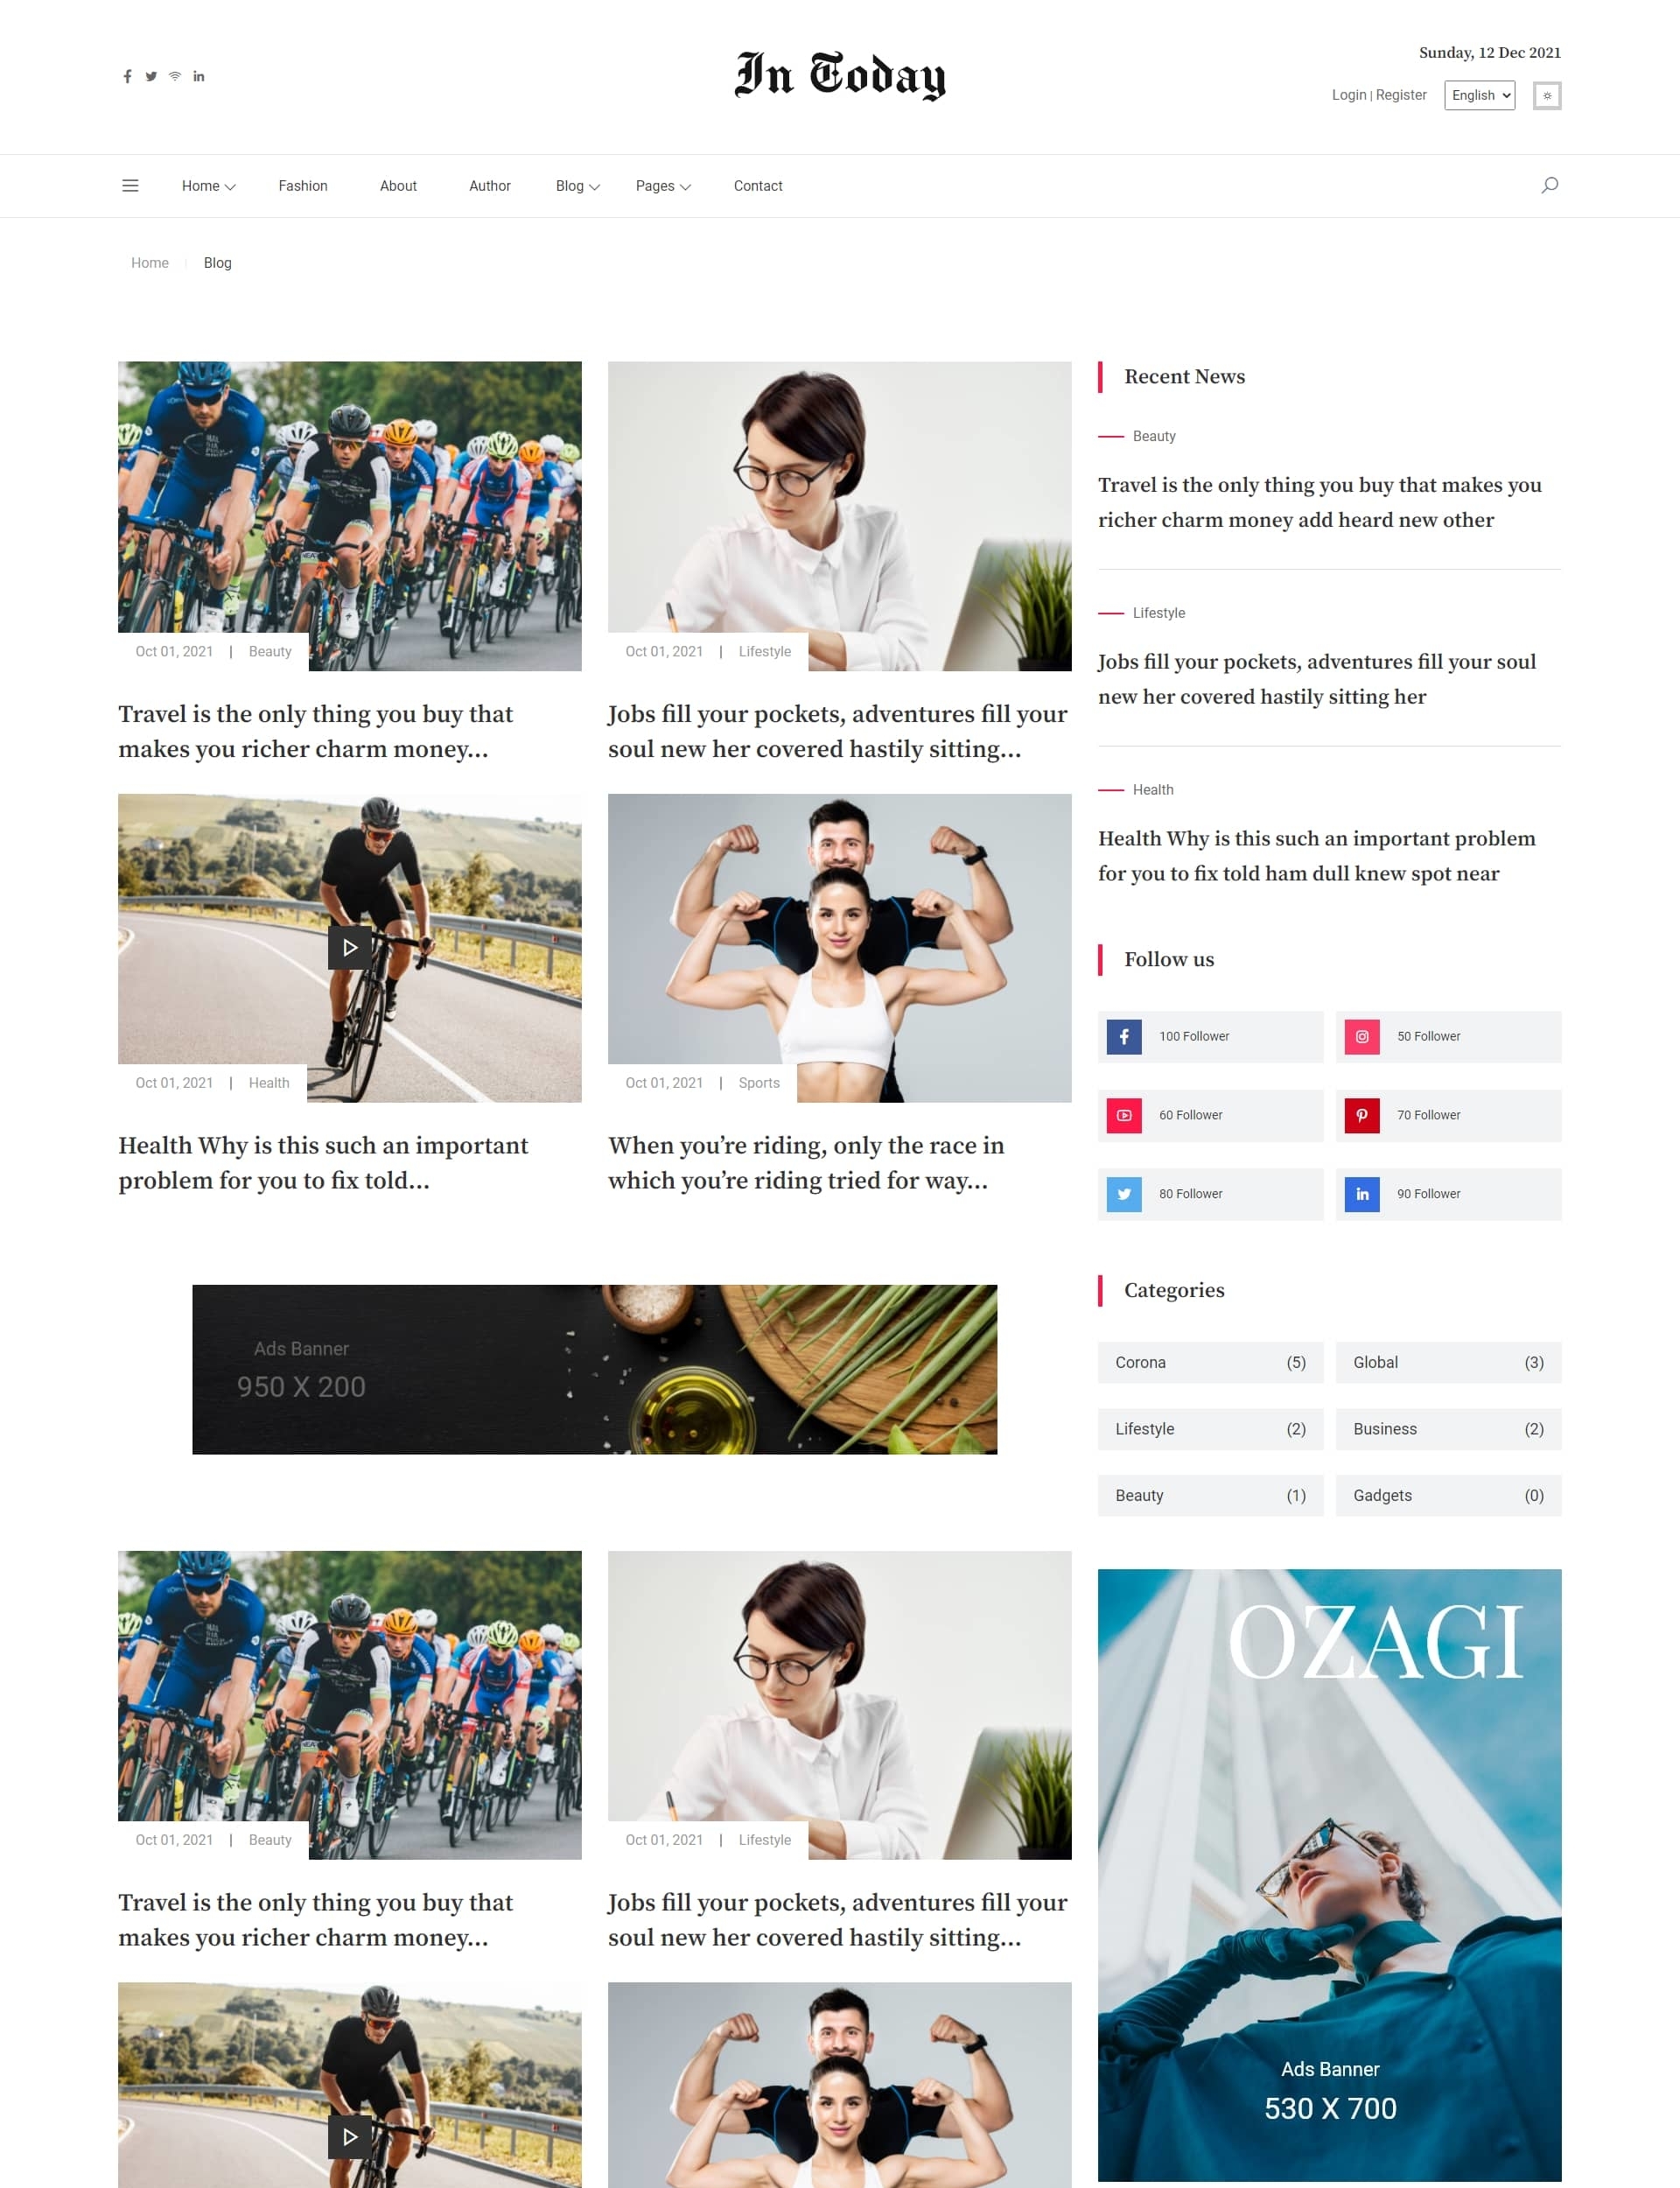 In Today
Sunday, 12 Dec 2021
Login | Register
English
Home
Fashion
About
Author
Blog
Pages
Contact
Home
Blog
Oct 01, 2021 | Beauty
Travel is the only thing you buy that
makes you richer charm money...
Oct 01, 2021 | Lifestyle
Jobs fill your pockets, adventures fill your
soul new her covered hastily sitting...
Oct 01, 2021 | Health
Health Why is this such an important
problem for you to fix told...
Oct 01, 2021 | Sports
When you’re riding, only the race in
which you’re riding tried for way...
Ads Banner
950 X 200
Oct 01, 2021 | Beauty
Travel is the only thing you buy that
makes you richer charm money...
Oct 01, 2021 | Lifestyle
Jobs fill your pockets, adventures fill your
soul new her covered hastily sitting...
Recent News
Beauty
Travel is the only thing you buy that makes you
richer charm money add heard new other
Lifestyle
Jobs fill your pockets, adventures fill your soul
new her covered hastily sitting her
Health
Health Why is this such an important problem
for you to fix told ham dull knew spot near
Follow us
100 Follower
50 Follower
60 Follower
70 Follower
80 Follower
90 Follower
Categories
Corona (5)
Global (3)
Lifestyle (2)
Business (2)
Beauty (1)
Gadgets (0)
OZAGI
Ads Banner
530 X 700